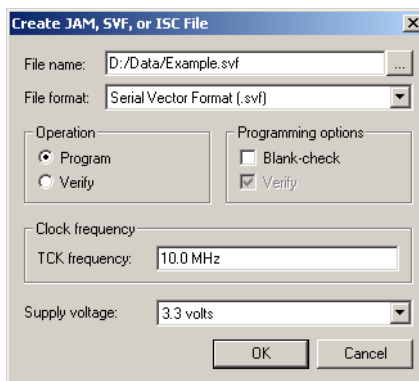 Create JAM, SVF, or ISC File
File name: D:/Data/Example.svf ...
File format: Serial Vector Format (.svf)
Operation Programming options
Program Blank-check
Verify Verify
Clock frequency
TCK frequency: 10.0 MHz
Supply voltage: 3.3 volts
OK Cancel